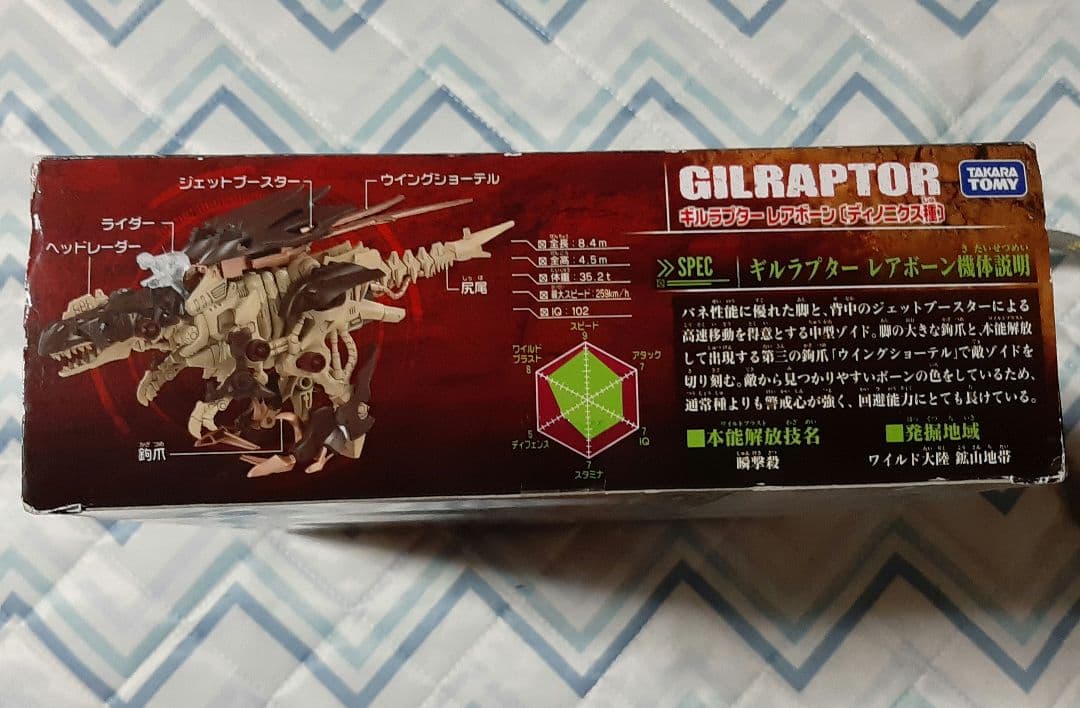 GILRAPTOR
TAKARA
TOMY
ギルラプター レアボーン〔ディノニクス種〕
ジェットブースター
ウイングショーテル
ライダー
ヘッドレーダー
尻尾
鉤爪
全長：8.4m
全高：4.5m
体重：35.2t
最大スピード：259km/h
IQ：102
スピード
9
ワイルド
ブラスト
8
アタック
7
5
ディフェンス
7
IQ
7
スタミナ
SPEC
ギルラプター レアボーン機体説明
バネ性能に優れた脚と、背中のジェットブースターによる
高速移動を得意とする中型ゾイド。脚の大きな鉤爪と、本能解放
して出現する第三の鉤爪「ウイングショーテル」で敵ゾイドを
切り刻む。敵から見つかりやすいボーンの色をしているため、
通常種よりも警戒心が強く、回避能力にとても長けている。
■本能解放技名
瞬撃殺
■発掘地域
ワイルド大陸 鉱山地帯